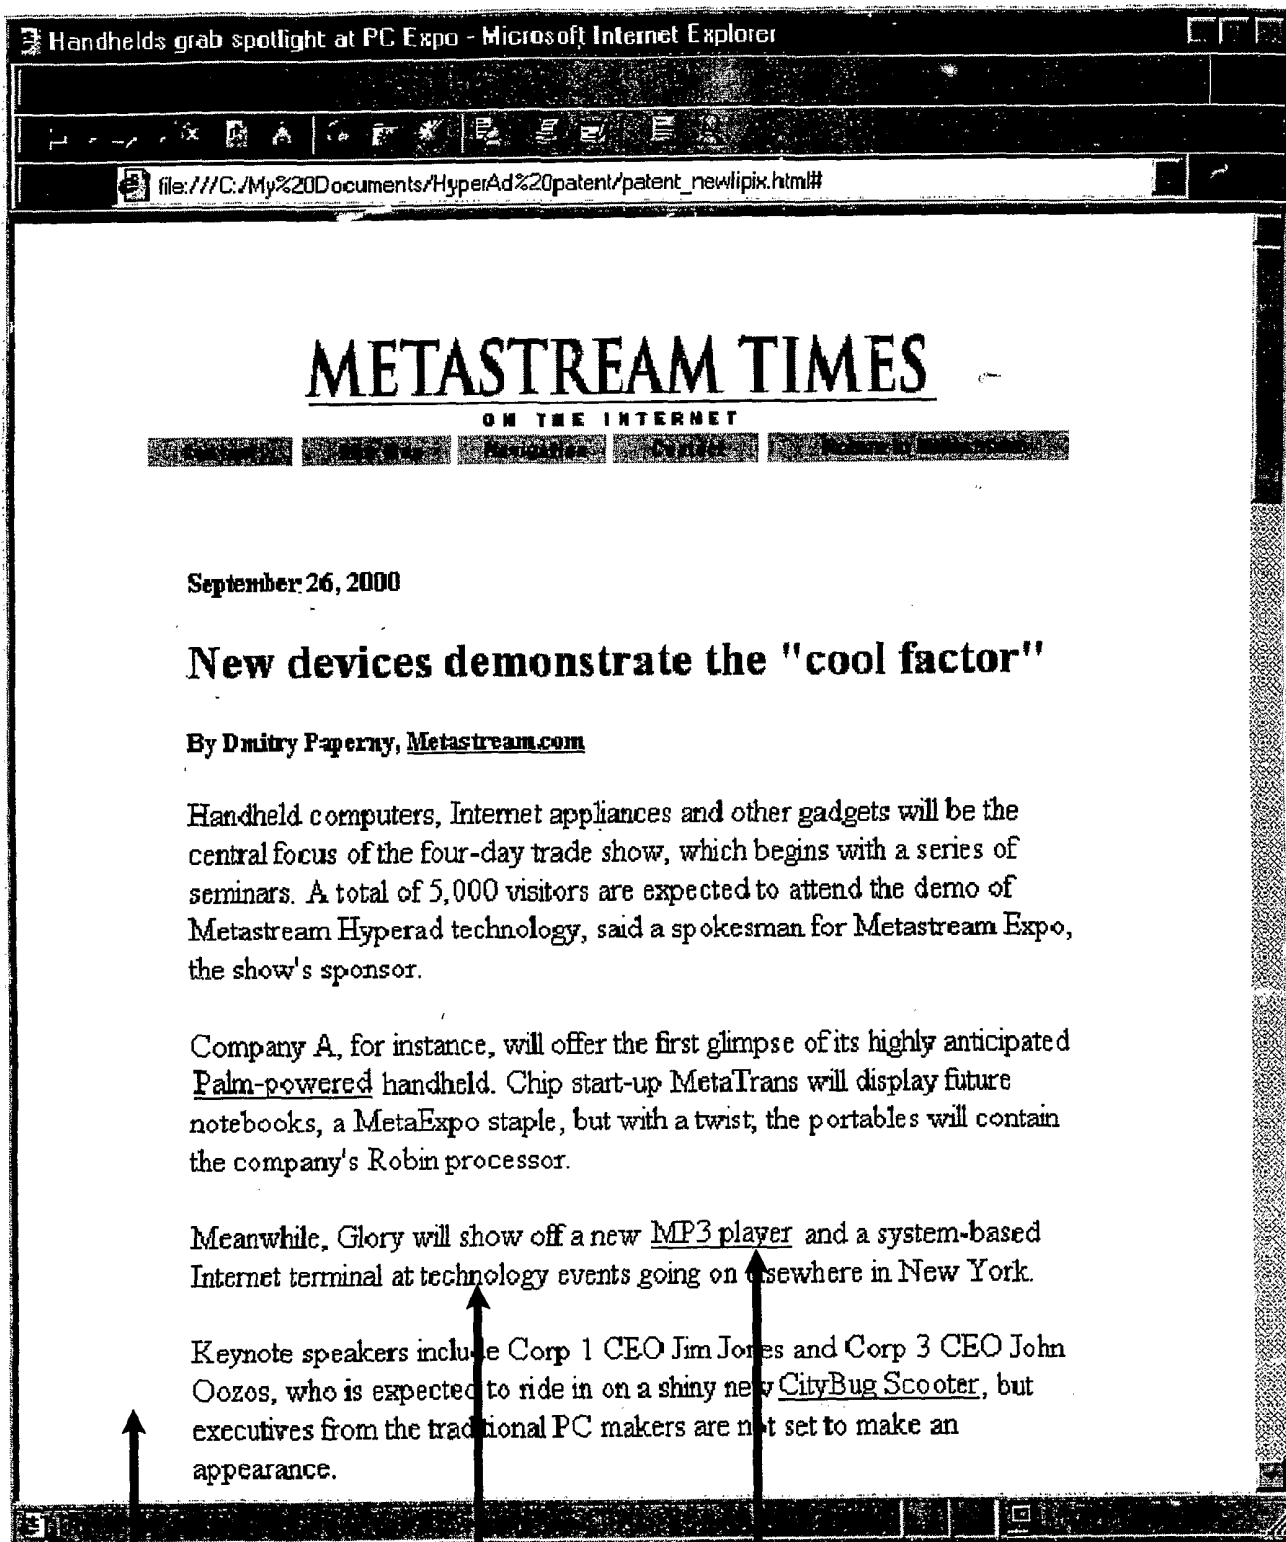 Handhelds grab spotlight at PC Expo - Microsoft Internet Explorer
file:///C:/My%20Documents/HyperAd%20patent/patent_newlipix.html#
METASTREAM TIMES
ON THE INTERNET
Navigation Contact
September 26, 2000
New devices demonstrate the "cool factor"
By Dmitry Paperny, Metastream.com
Handheld computers, Internet appliances and other gadgets will be the
central focus of the four-day trade show, which begins with a series of
seminars. A total of 5,000 visitors are expected to attend the demo of
Metastream Hyperad technology, said a spokesman for Metastream Expo,
the show's sponsor.
Company A, for instance, will offer the first glimpse of its highly anticipated
Palm-powered handheld. Chip start-up MetaTrans will display future
notebooks, a MetaExpo staple, but with a twist; the portables will contain
the company's Robin processor.
Meanwhile, Glory will show off a new MP3 player and a system-based
Internet terminal at technology events going on elsewhere in New York.
Keynote speakers include Corp 1 CEO Jim Jones and Corp 3 CEO John
Oozos, who is expected to ride in on a shiny new CityBug Scooter, but
executives from the traditional PC makers are not set to make an
appearance.